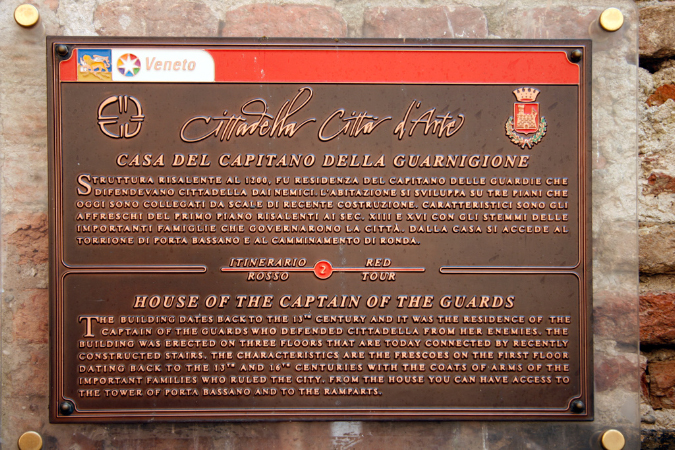 Veneto
Cittadella Città d'Arte
CASA DEL CAPITANO DELLA GUARNIGIONE
STRUTTURA RISALENTE AL 1200, FU RESIDENZA DEL CAPITANO DELLE GUARDIE CHE
DIFENDEVANO CITTADELLA DAI NEMICI. L'ABITAZIONE SI SVILUPPA SU TRE PIANI CHE
OGGI SONO COLLEGATI DA SCALE DI RECENTE COSTRUZIONE. CARATTERISTICI SONO GLI
AFFRESCHI DEL PRIMO PIANO RISALENTI AI SEC. XIII E XVI CON GLI STEMMI DELLE
IMPORTANTI FAMIGLIE CHE GOVERNARONO LA CITTÀ. DALLA CASA SI ACCEDE AL
TORRIONE DI PORTA BASSANO E AL CAMMINAMENTO DI RONDA.
ITINERARIO ROSSO 2 RED TOUR
HOUSE OF THE CAPTAIN OF THE GUARDS
THE BUILDING DATES BACK TO THE 13TH CENTURY AND IT WAS THE RESIDENCE OF THE
CAPTAIN OF THE GUARDS WHO DEFENDED CITTADELLA FROM HER ENEMIES. THE
BUILDING WAS ERECTED ON THREE FLOORS THAT ARE TODAY CONNECTED BY RECENTLY
CONSTRUCTED STAIRS. THE CHARACTERISTICS ARE THE FRESCOES ON THE FIRST FLOOR
DATING BACK TO THE 13TH AND 16TH CENTURIES WITH THE COATS OF ARMS OF THE
IMPORTANT FAMILIES WHO RULED THE CITY. FROM THE HOUSE YOU CAN HAVE ACCESS TO
THE TOWER OF PORTA BASSANO AND TO THE RAMPARTS.